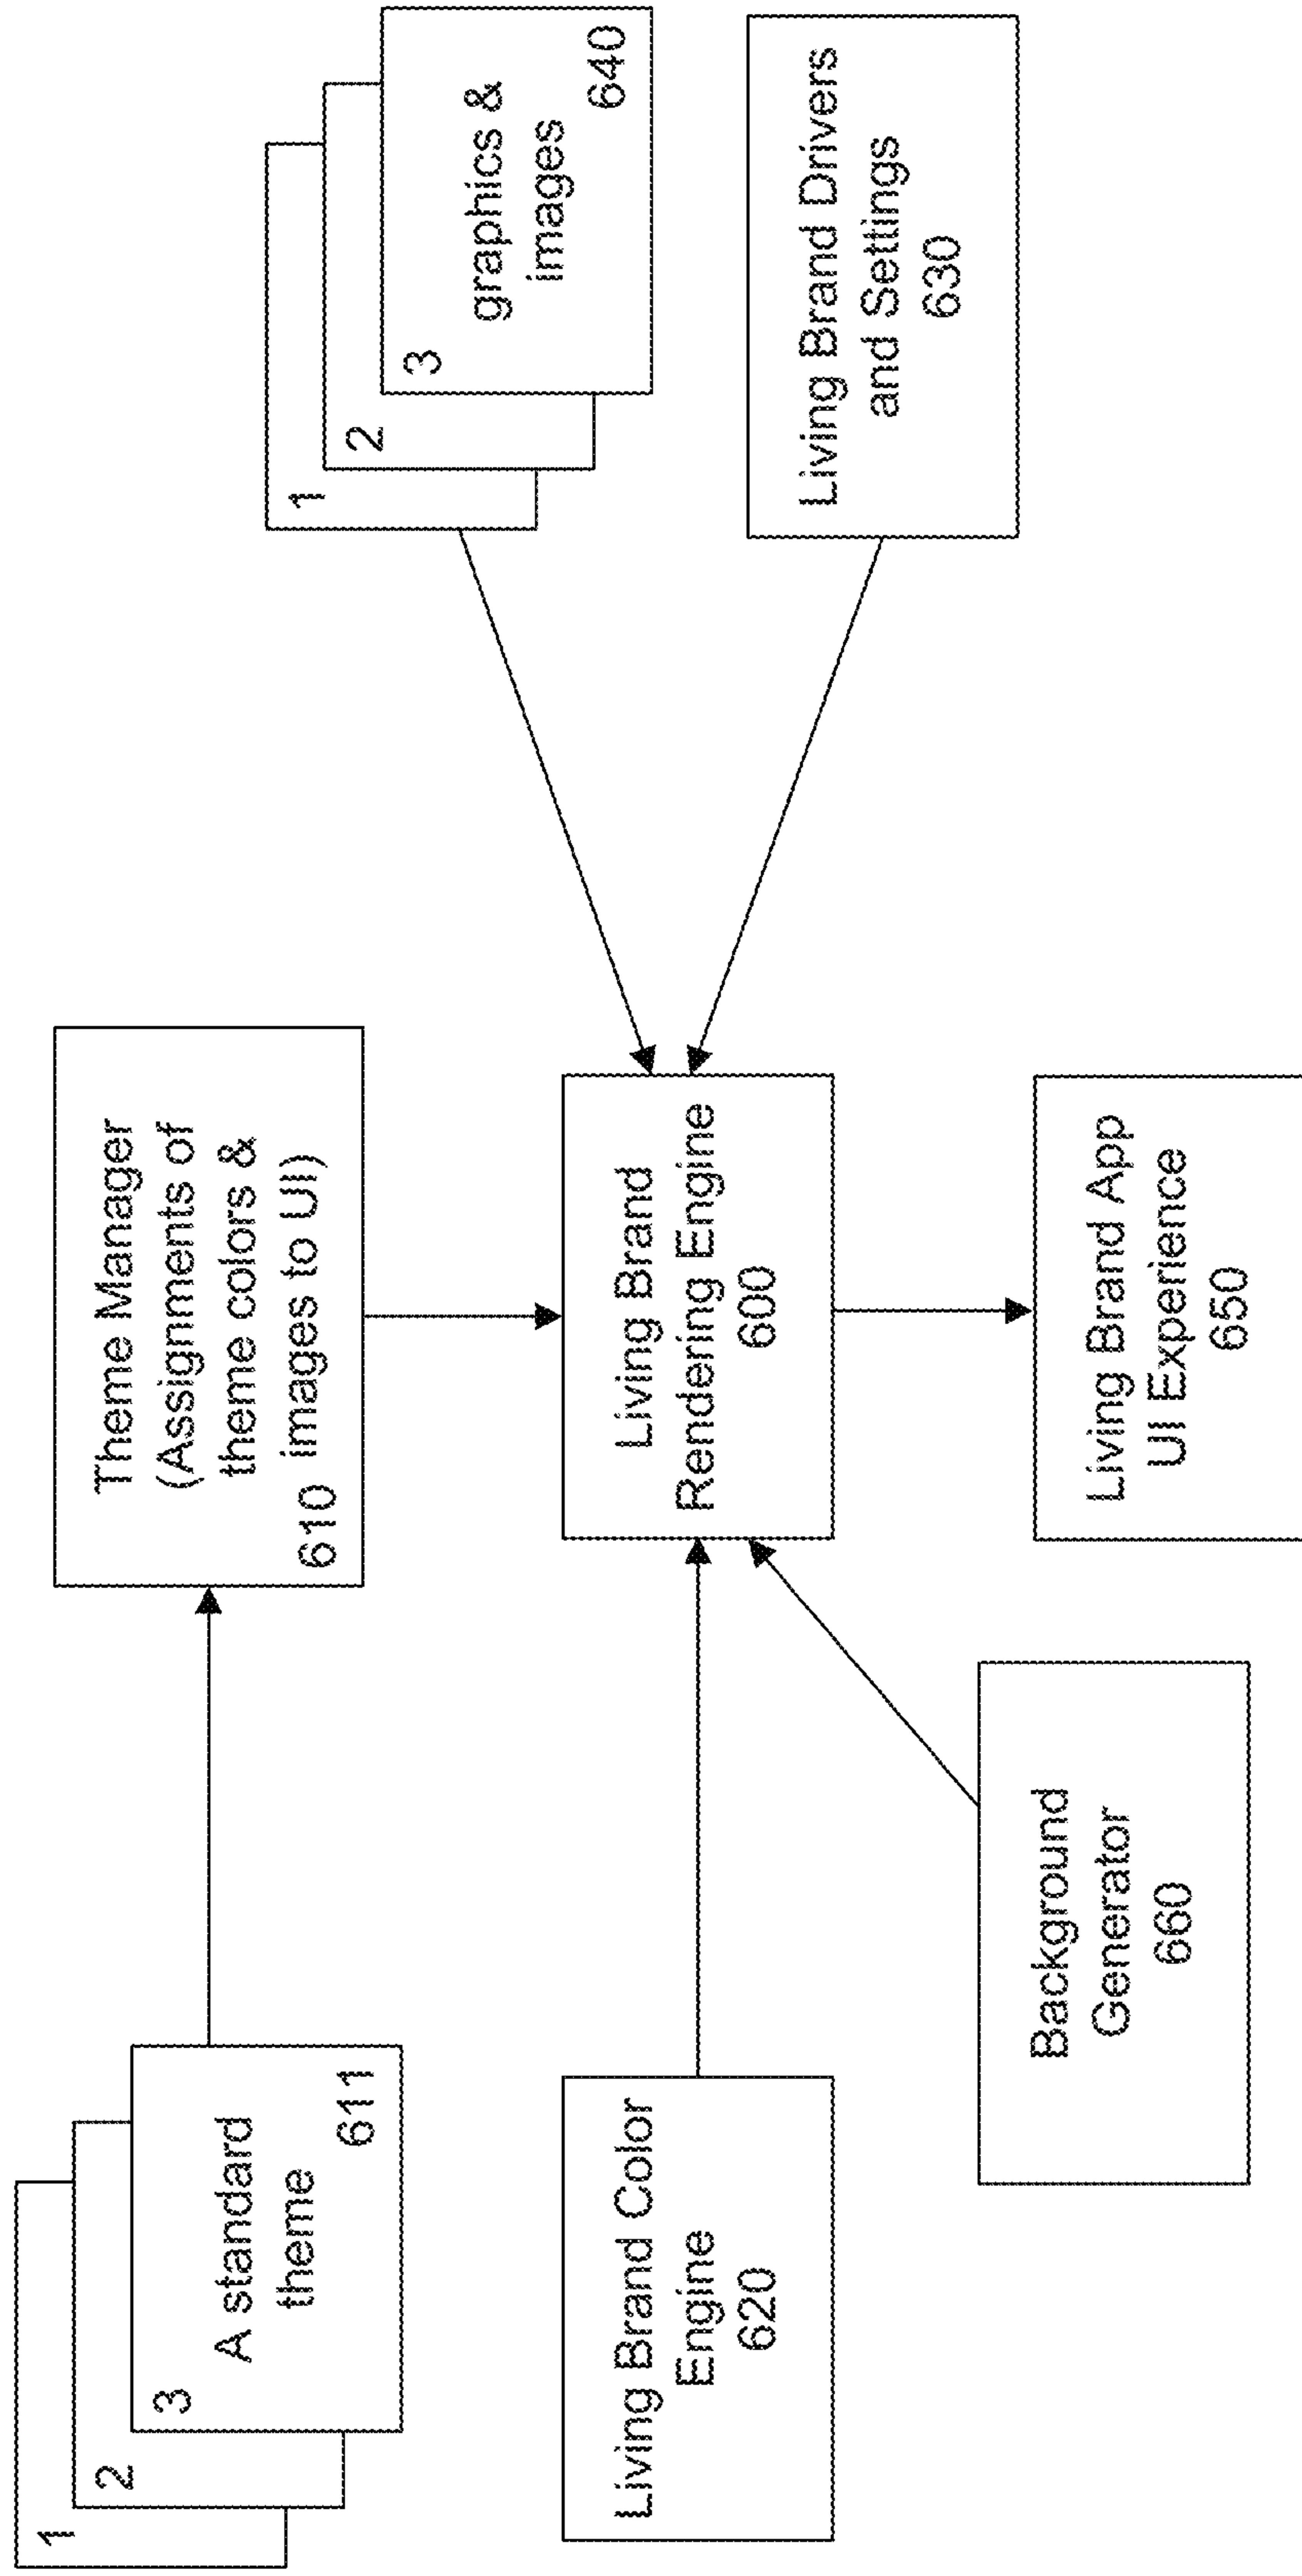 1
2
3
A standard
theme
611
Theme Manager
(Assignments of
theme colors &
images to UI)
610
1
2
3
graphics &
images
640
Living Brand Color
Engine
620
Living Brand
Rendering Engine
600
Living Brand Drivers
and Settings
630
Background
Generator
660
Living Brand App
UI Experience
650